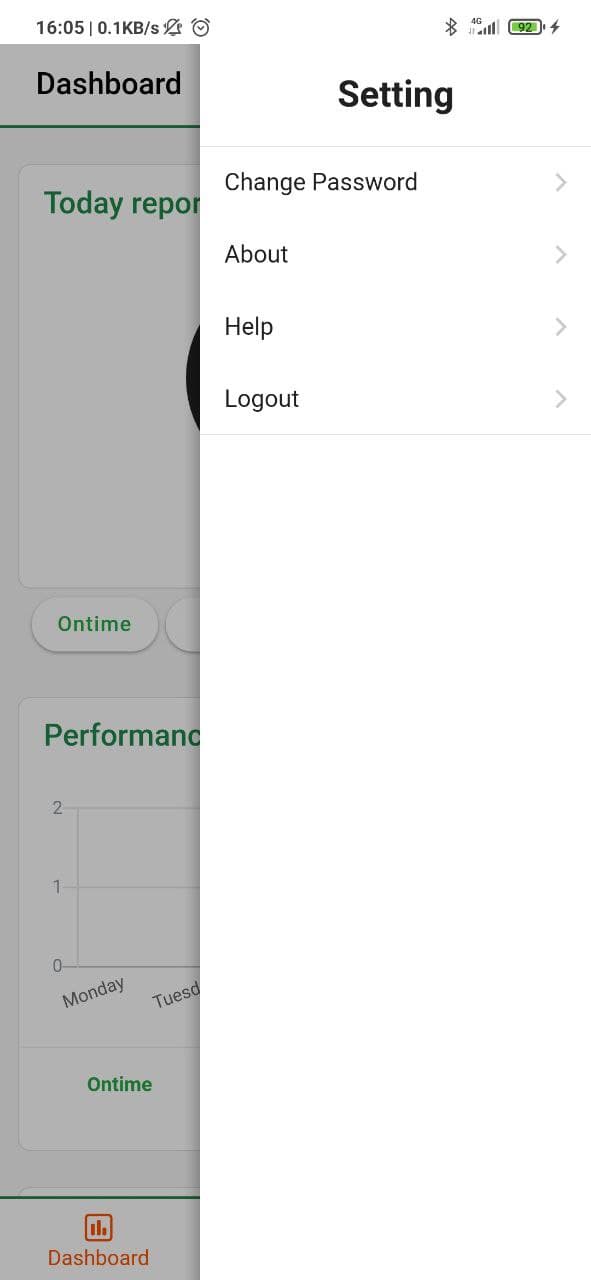 16:05 | 0.1KB/s
4G
92
Dashboard
Setting
Change Password
About
Help
Logout
Today repor
Ontime
Performanc
2
1
0
Monday
Tuesd
Ontime
Dashboard